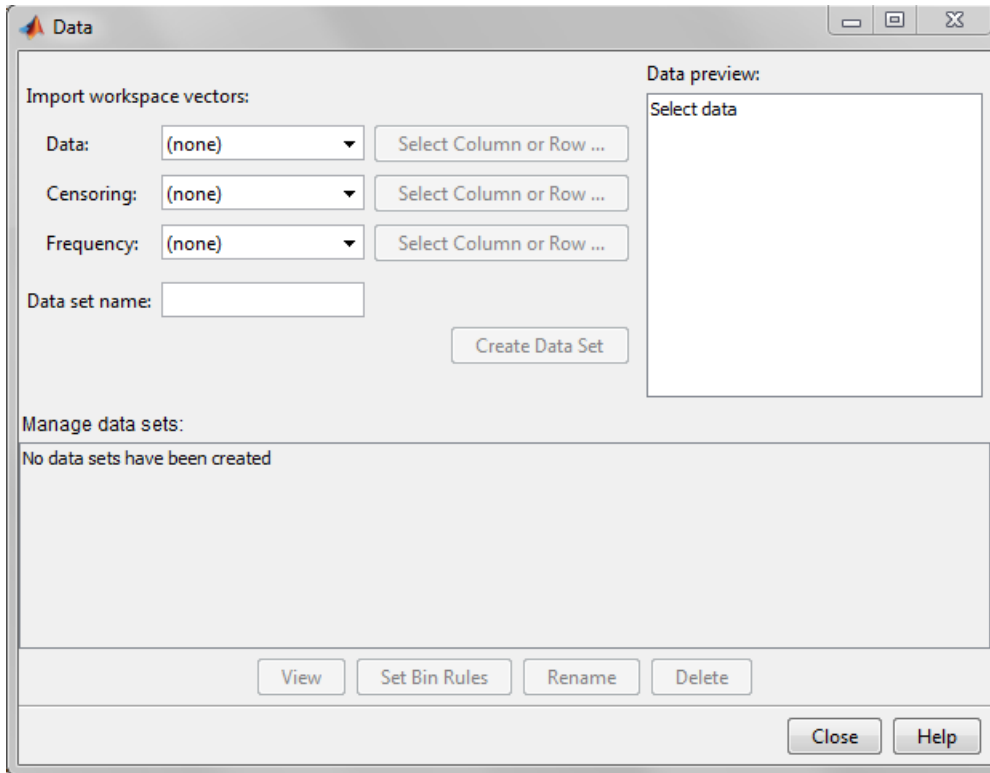 Data
Data preview:
Import workspace vectors:
Select data
Data: (none) Select Column or Row ...
Censoring: (none) Select Column or Row ...
Frequency: (none) Select Column or Row ...
Data set name:
Create Data Set
Manage data sets:
No data sets have been created
View Set Bin Rules Rename Delete
Close Help